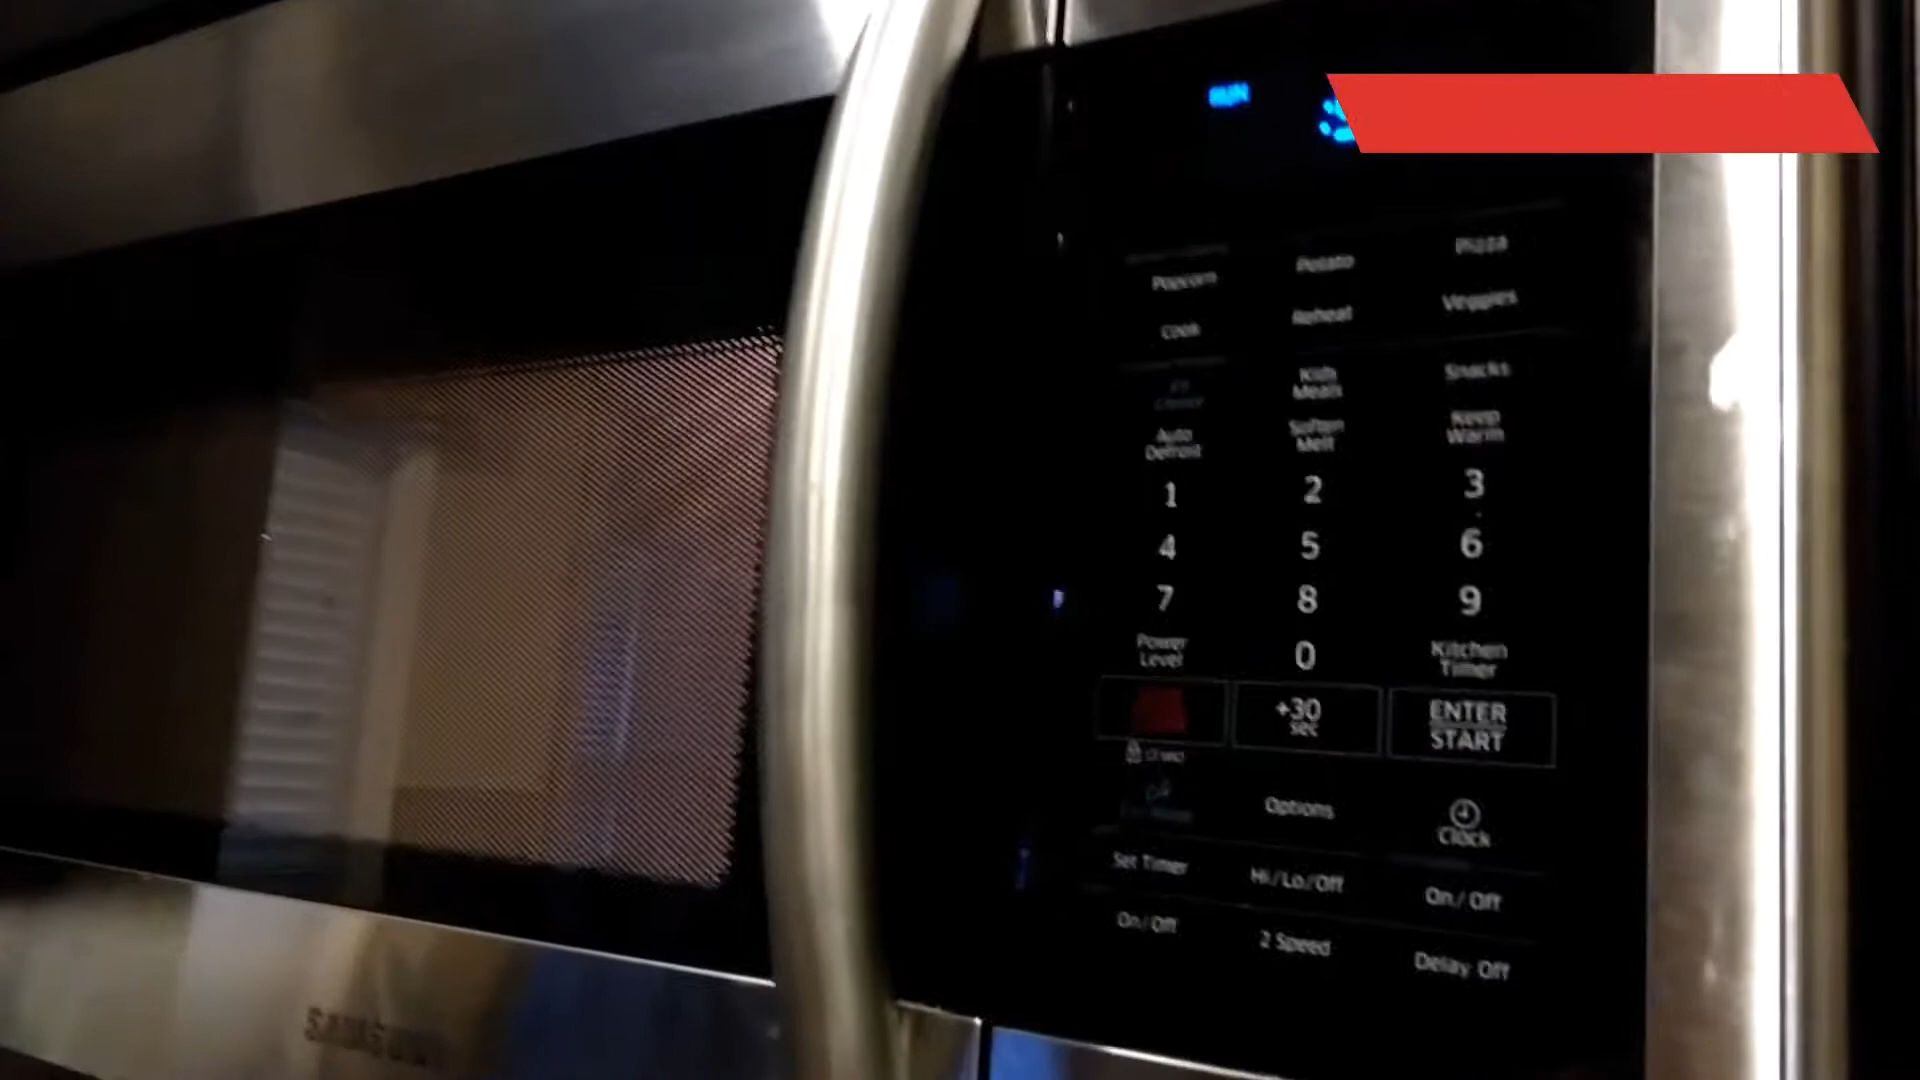 RUN
Popcorn Potato Pizza
Cook Reheat Veggies
Kids Meals Snacks
Auto Defrost Soften Melt Keep Warm
1 2 3
4 5 6
7 8 9
Power Level 0 Kitchen Timer
+30 sec ENTER START
Options Clock
Set Timer Hi/Lo/Off On/Off
On/Off 2 Speed Delay Off
SAMSUNG